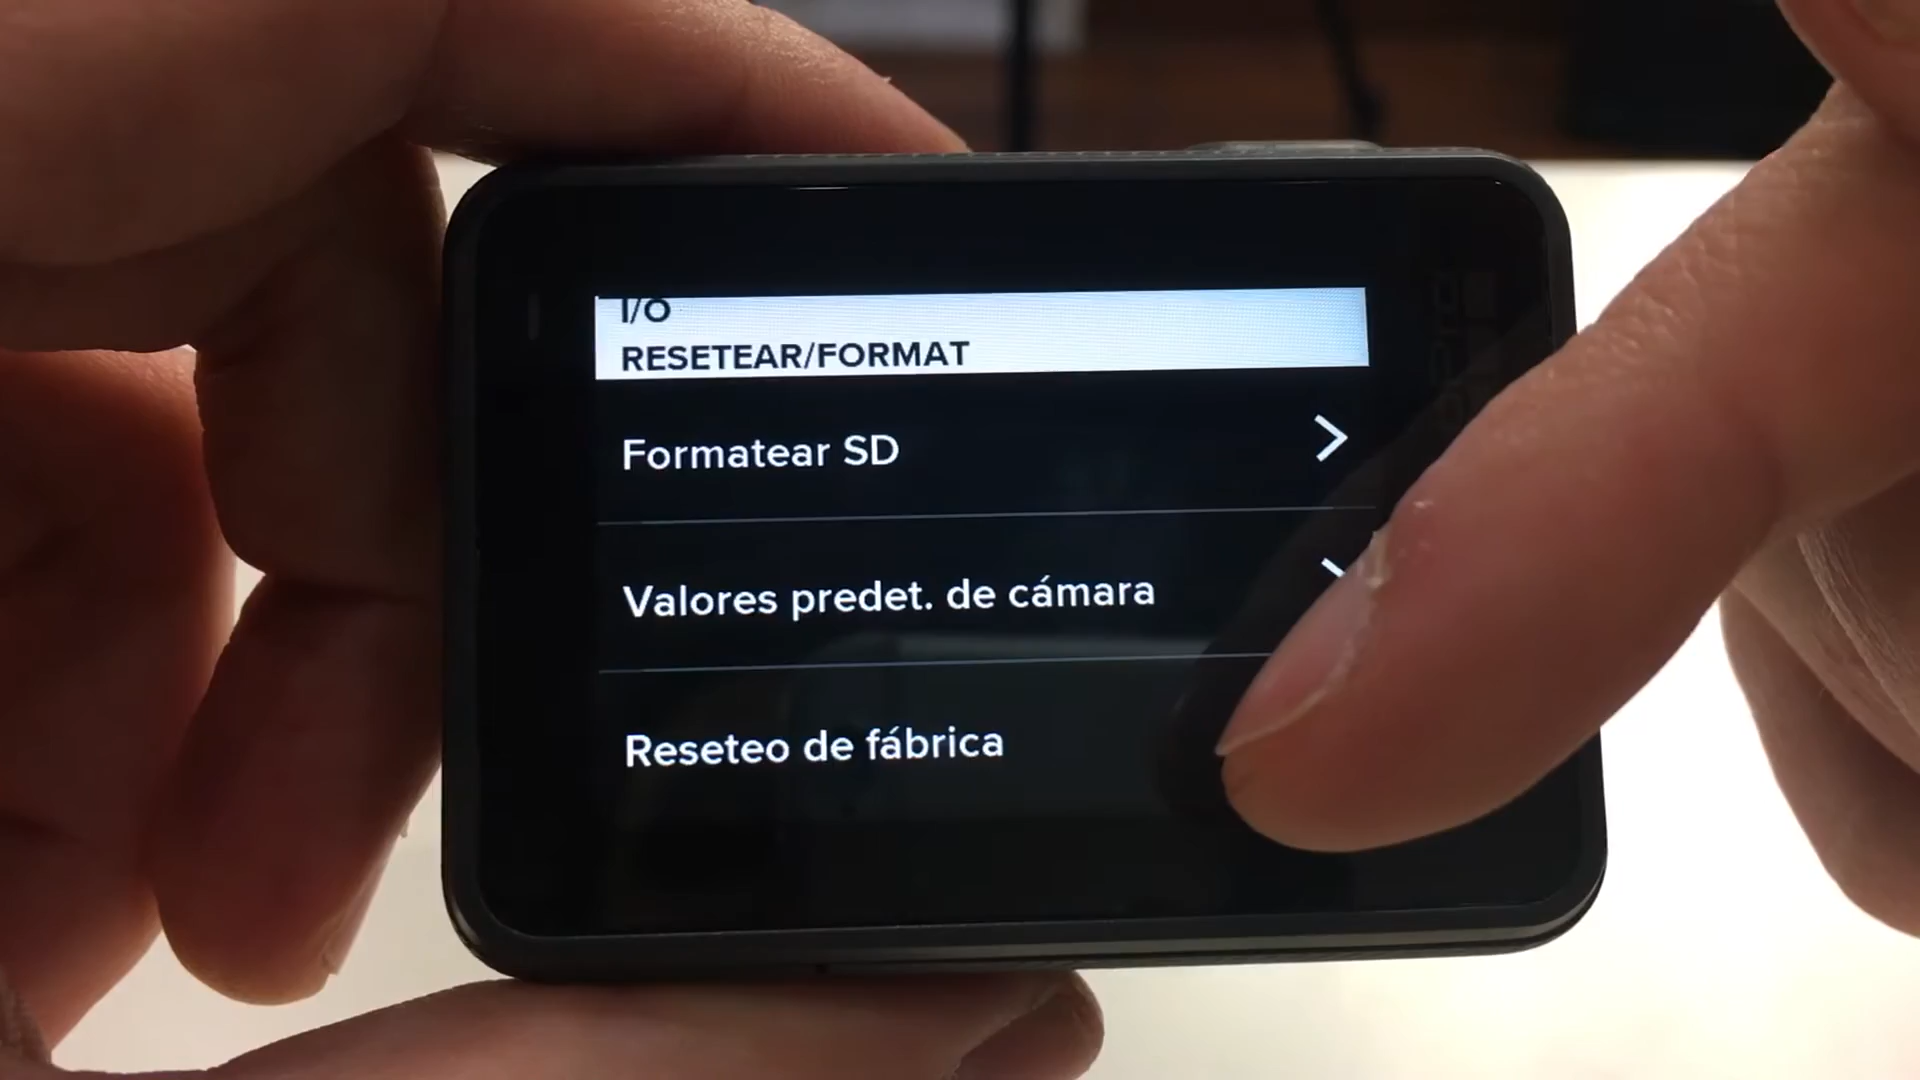 I/O
RESETEAR/FORMAT
Formatear SD
Valores predet. de cámara
Reseteo de fábrica